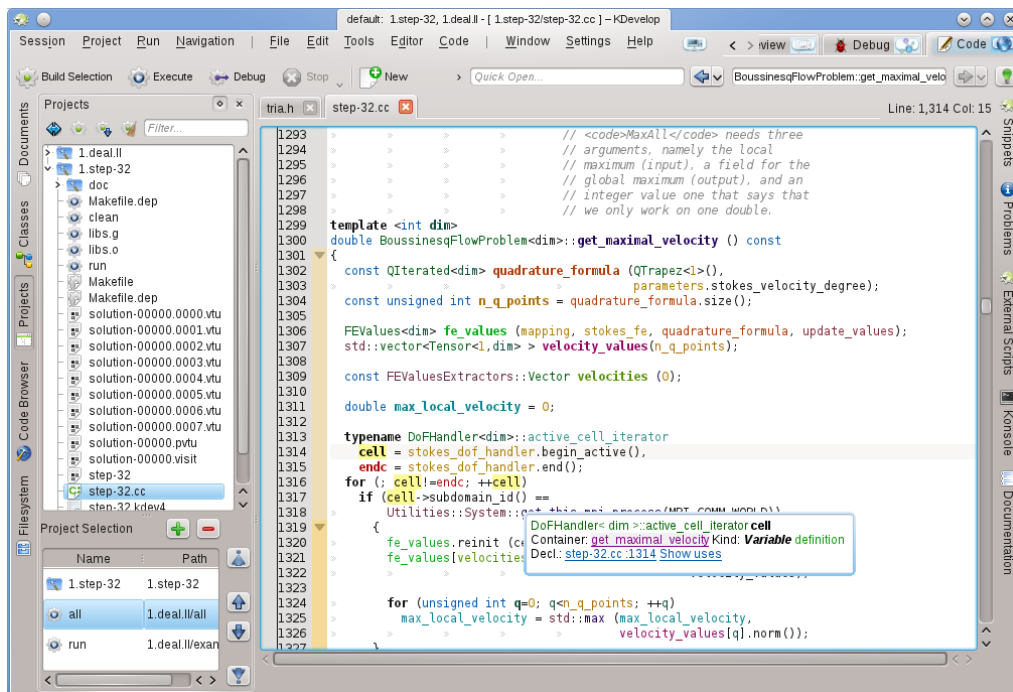 default: 1.step-32, 1.deal.II - [ 1.step-32/step-32.cc ] – KDevelop
Session Project Run Navigation | File Edit Tools Editor Code | Window Settings Help < > Debug Code
Build Selection Execute Debug Stop New > Quick Open... BoussinesqFlowProblem::get_maximal_velo
Projects
tria.h step-32.cc Line: 1,314 Col: 15
Filter...
Documents
Classes
Projects
Code Browser
Filesystem
1.deal.II
1.step-32
doc
Makefile.dep
clean
libs.g
libs.o
run
Makefile
Makefile.dep
solution-00000.0000.vtu
solution-00000.0001.vtu
solution-00000.0002.vtu
solution-00000.0003.vtu
solution-00000.0004.vtu
solution-00000.0005.vtu
solution-00000.0006.vtu
solution-00000.0007.vtu
solution-00000.pvtu
solution-00000.visit
step-32
step-32.cc
step-32.kdev4
Project Selection
Name Path
1.step-32 1.step-32
all 1.deal.II/all
run 1.deal.II/exan
1293 // <code>MaxAll</code> needs three
1294 // arguments, namely the local
1295 // maximum (input), a field for the
1296 // global maximum (output), and an
1297 // integer value one that says that
1298 // we only work on one double.
1299 template <int dim>
1300 double BoussinesqFlowProblem<dim>::get_maximal_velocity () const
1301 {
1302 const QIterated<dim> quadrature_formula (QTrapez<1>(),
1303 parameters.stokes_velocity_degree);
1304 const unsigned int n_q_points = quadrature_formula.size();
1305
1306 FEValues<dim> fe_values (mapping, stokes_fe, quadrature_formula, update_values);
1307 std::vector<Tensor<1,dim> > velocity_values(n_q_points);
1308
1309 const FEValuesExtractors::Vector velocities (0);
1310
1311 double max_local_velocity = 0;
1312
1313 typename DoFHandler<dim>::active_cell_iterator
1314 cell = stokes_dof_handler.begin_active(),
1315 endc = stokes_dof_handler.end();
1316 for (; cell!=endc; ++cell)
1317 if (cell->subdomain_id() ==
1318 Utilities::System::get_this_mpi_process(MPI_COMM_WORLD))
1319 {
1320 fe_values.reinit (ce
1321 fe_values[velocities
1322 velocity_values);
1323
1324 for (unsigned int q=0; q<n_q_points; ++q)
1325 max_local_velocity = std::max (max_local_velocity,
1326 velocity_values[q].norm());
1327 }
DoFHandler< dim >::active_cell_iterator cell
Container: get_maximal_velocity Kind: Variable definition
Decl.: step-32.cc :1314 Show uses
Snippets
Problems
External Scripts
Konsole
Documentation